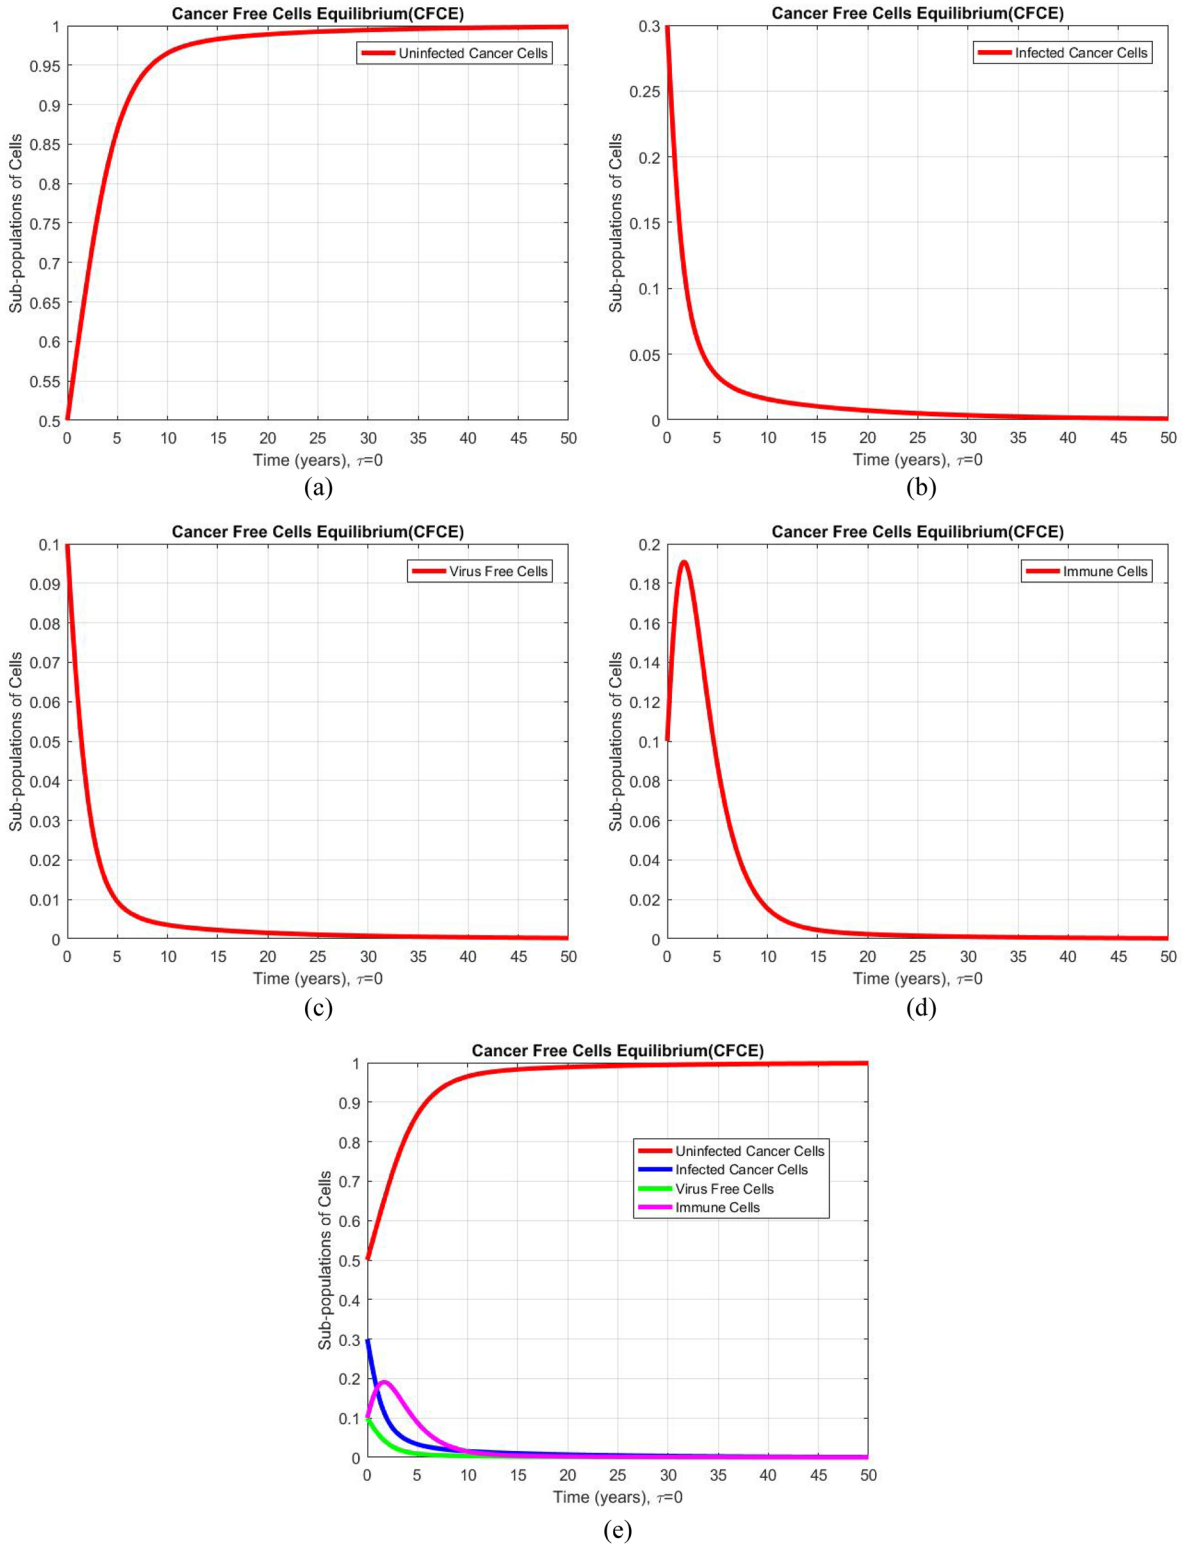 Cancer Free Cells Equilibrium(CFCE)
Uninfected Cancer Cells
Sub-populations of Cells
1
0.95
0.9
0.85
0.8
0.75
0.7
0.65
0.6
0.55
0.5
0 5 10 15 20 25 30 35 40 45 50
Time (years), τ=0
(a)
Cancer Free Cells Equilibrium(CFCE)
Infected Cancer Cells
Sub-populations of Cells
0.3
0.25
0.2
0.15
0.1
0.05
0
0 5 10 15 20 25 30 35 40 45 50
Time (years), τ=0
(b)
Cancer Free Cells Equilibrium(CFCE)
Virus Free Cells
Sub-populations of Cells
0.1
0.09
0.08
0.07
0.06
0.05
0.04
0.03
0.02
0.01
0
0 5 10 15 20 25 30 35 40 45 50
Time (years), τ=0
(c)
Cancer Free Cells Equilibrium(CFCE)
Immune Cells
Sub-populations of Cells
0.2
0.18
0.16
0.14
0.12
0.1
0.08
0.06
0.04
0.02
0
0 5 10 15 20 25 30 35 40 45 50
Time (years), τ=0
(d)
Cancer Free Cells Equilibrium(CFCE)
Uninfected Cancer Cells
Infected Cancer Cells
Virus Free Cells
Immune Cells
Sub-populations of Cells
1
0.9
0.8
0.7
0.6
0.5
0.4
0.3
0.2
0.1
0
0 5 10 15 20 25 30 35 40 45 50
Time (years), τ=0
(e)